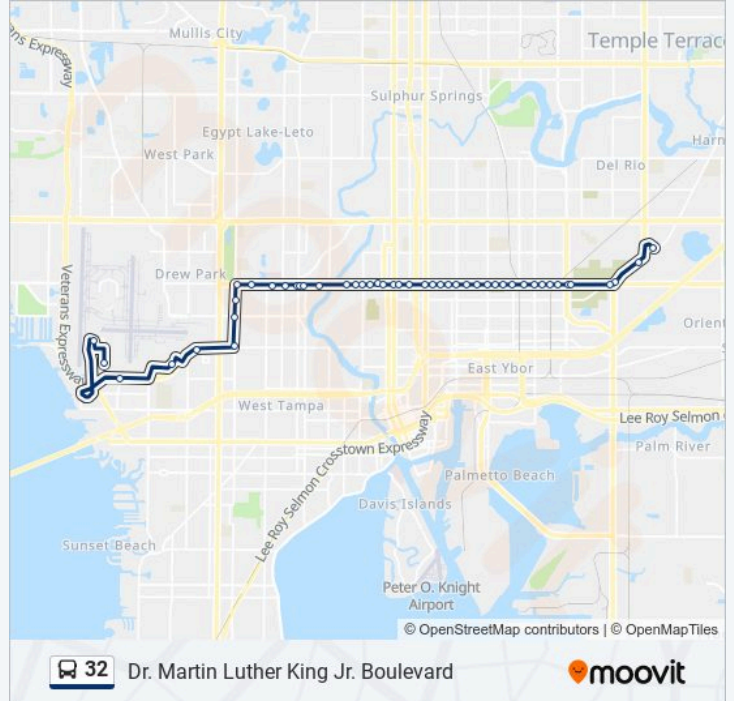 ans Expressway
Mullis City
Temple Terrac
Sulphur Springs
Egypt Lake-Leto
West Park
Harn
Del Rio
Drew Park
Veterans Expressway
Orient
East Ybor
West Tampa
Lee Roy Selmon
Lee Roy Selmon Crosstown Expressway
Palm River
Palmetto Beach
Davis Islands
Sunset Beach
Peter O. Knight
Airport
© OpenStreetMap contributors | © OpenMapTiles
32 Dr. Martin Luther King Jr. Boulevard
moovit